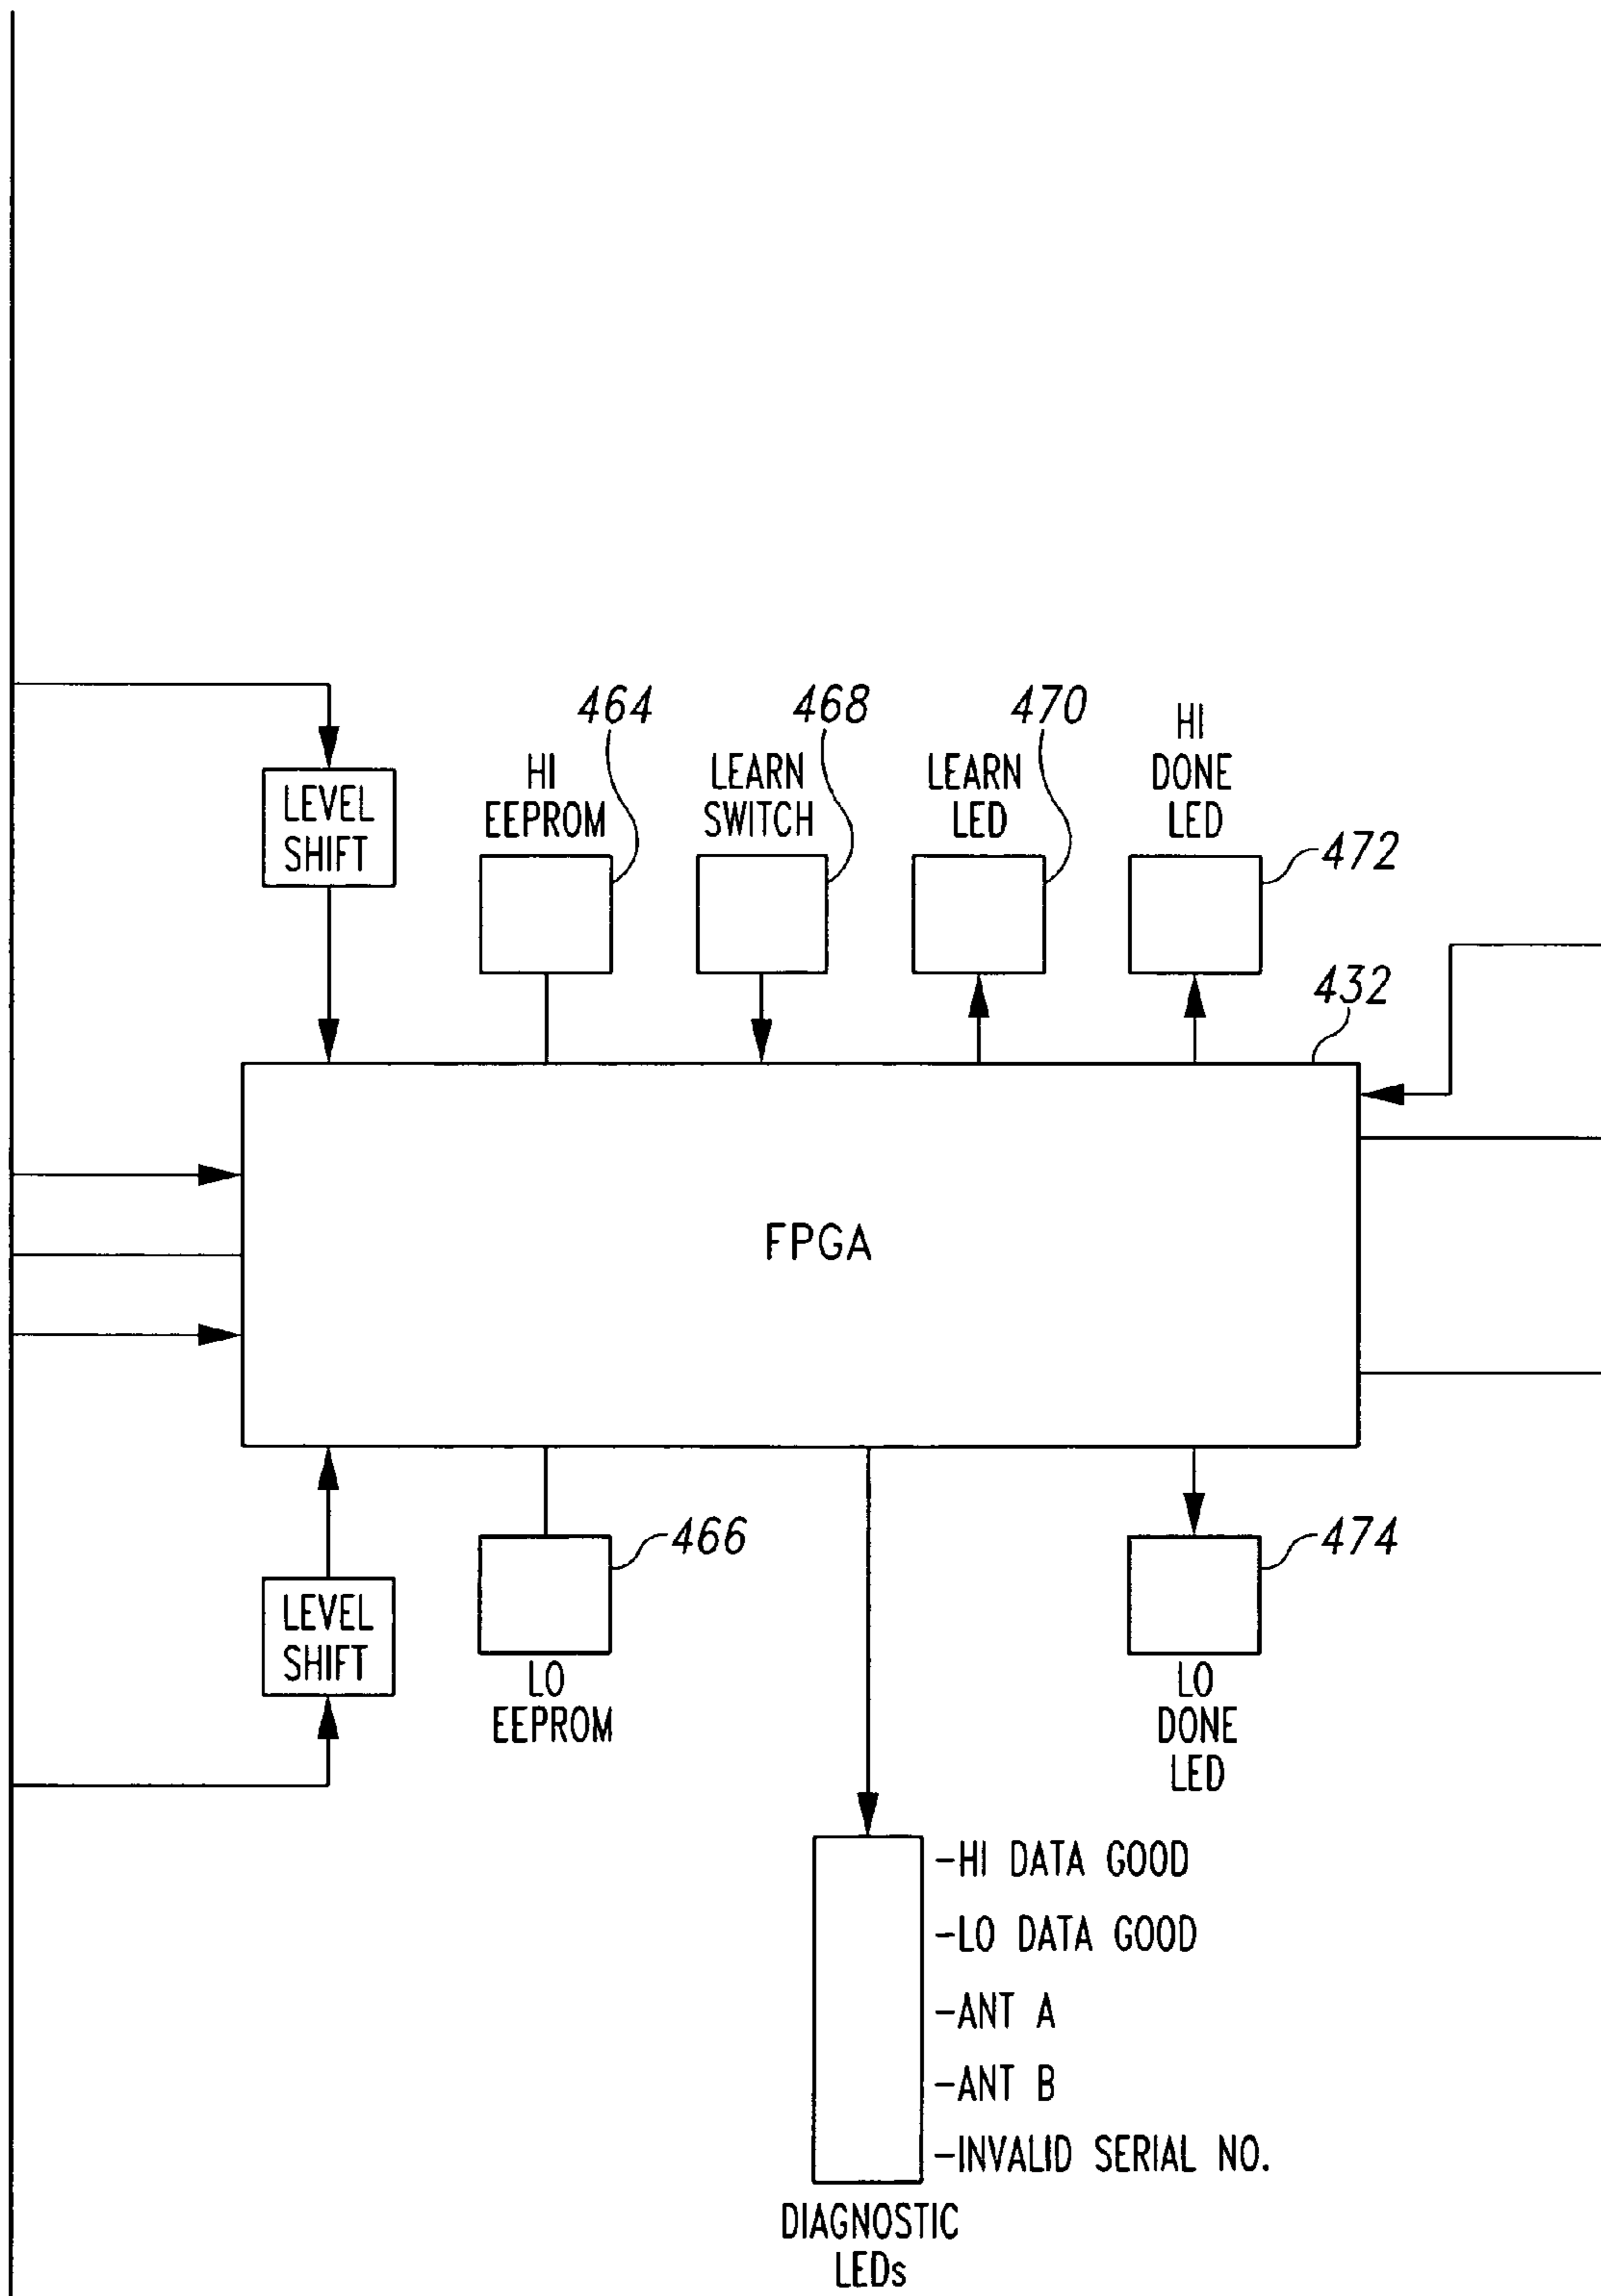 464
468
470
HI
DONE
LED
HI
EEPROM
LEARN
SWITCH
LEARN
LED
LEVEL
SHIFT
472
432
FPGA
466
474
LEVEL
SHIFT
LO
EEPROM
LO
DONE
LED
-HI DATA GOOD
-LO DATA GOOD
-ANT A
-ANT B
-INVALID SERIAL NO.
DIAGNOSTIC
LEDs